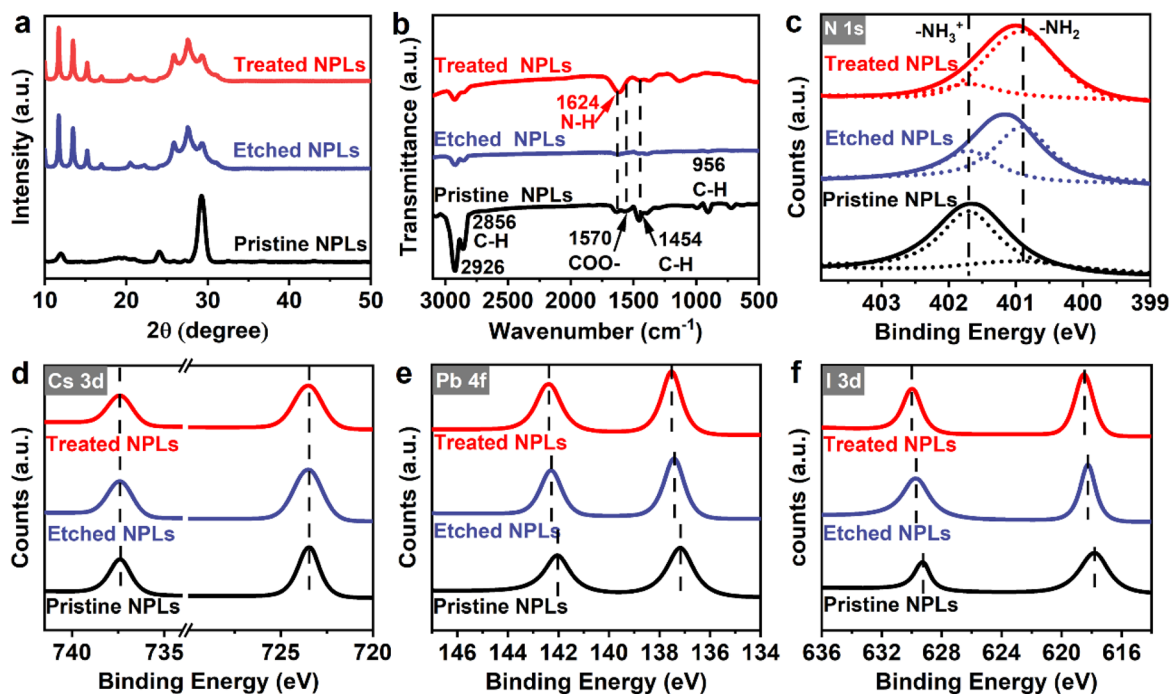 a
Treated NPLs
Etched NPLs
Pristine NPLs
Intensity (a.u.)
10 20 30 40 50
2θ (degree)
b
Treated NPLs
1624
N-H
Etched NPLs
956
C-H
Pristine NPLs
2856
C-H
2926
1570
COO-
1454
C-H
Transmittance (a.u.)
3000 2500 2000 1500 1000 500
Wavenumber (cm⁻¹)
c
N 1s
-NH₃⁺
-NH₂
Treated NPLs
Etched NPLs
Pristine NPLs
Counts (a.u.)
403 402 401 400 399
Binding Energy (eV)
d
Cs 3d
Treated NPLs
Etched NPLs
Pristine NPLs
Counts (a.u.)
740 735 725 720
Binding Energy (eV)
e
Pb 4f
Treated NPLs
Etched NPLs
Pristine NPLs
Counts (a.u.)
146 144 142 140 138 136 134
Binding Energy (eV)
f
I 3d
Treated NPLs
Etched NPLs
Pristine NPLs
counts (a.u.)
636 632 628 624 620 616
Binding Energy (eV)